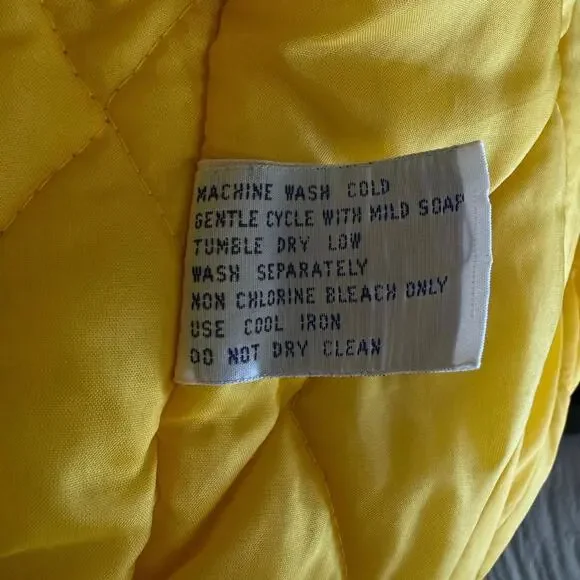 MACHINE WASH COLD
GENTLE CYCLE WITH MILD SOAP
TUMBLE DRY LOW
WASH SEPARATELY
NON CHLORINE BLEACH ONLY
USE COOL IRON
DO NOT DRY CLEAN